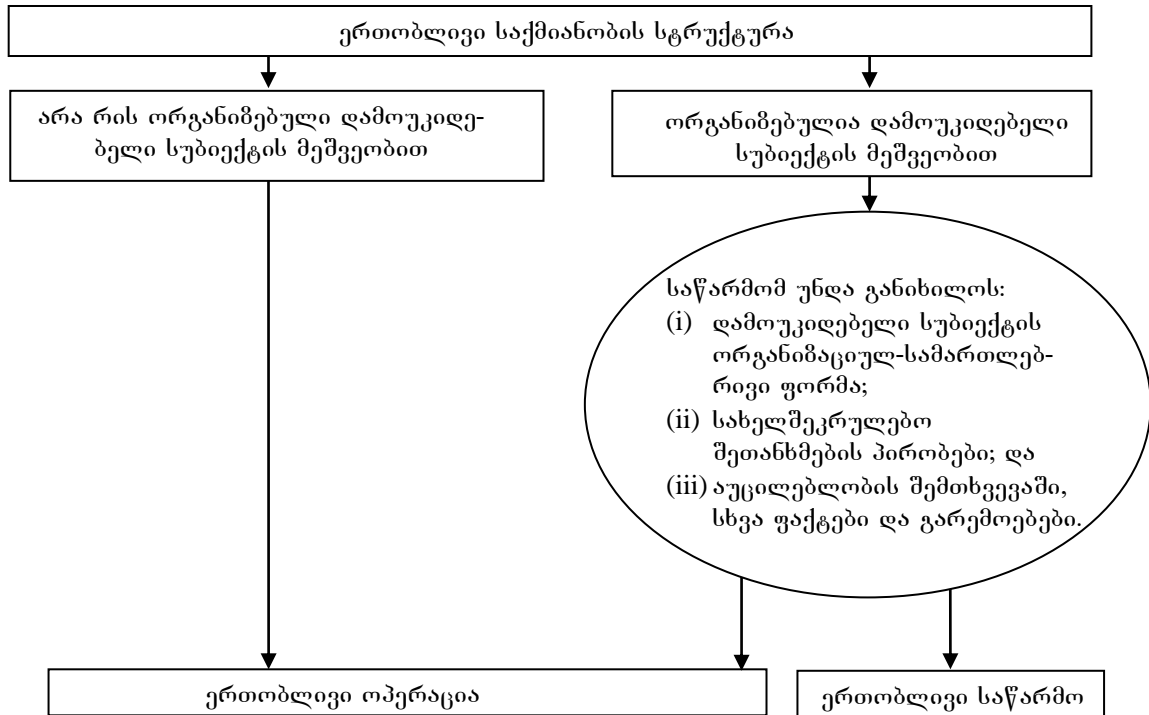 ერთობლივი საქმიანობის სტრუქტურა
არა რის ორგანიზებული დამოუკიდე-
ბელი სუბიექტის მეშვეობით
ორგანიზებულია დამოუკიდებელი
სუბიექტის მეშვეობით
საწარმომ უნდა განიხილოს:
(i) დამოუკიდებელი სუბიექტის
ორგანიზაციულ-სამართლებ-
რივი ფორმა;
(ii) სახელშეკრულებო
შეთანხმების პირობები; და
(iii) აუცილებლობის შემთხვევაში,
სხვა ფაქტები და გარემოებები.
ერთობლივი ოპერაცია
ერთობლივი საწარმო